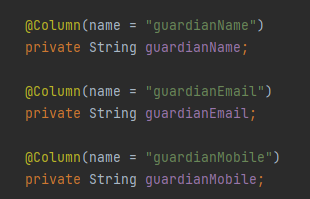 @Column(name = "guardianName")
private String guardianName;
@Column(name = "guardianEmail")
private String guardianEmail;
@Column(name = "guardianMobile")
private String guardianMobile;